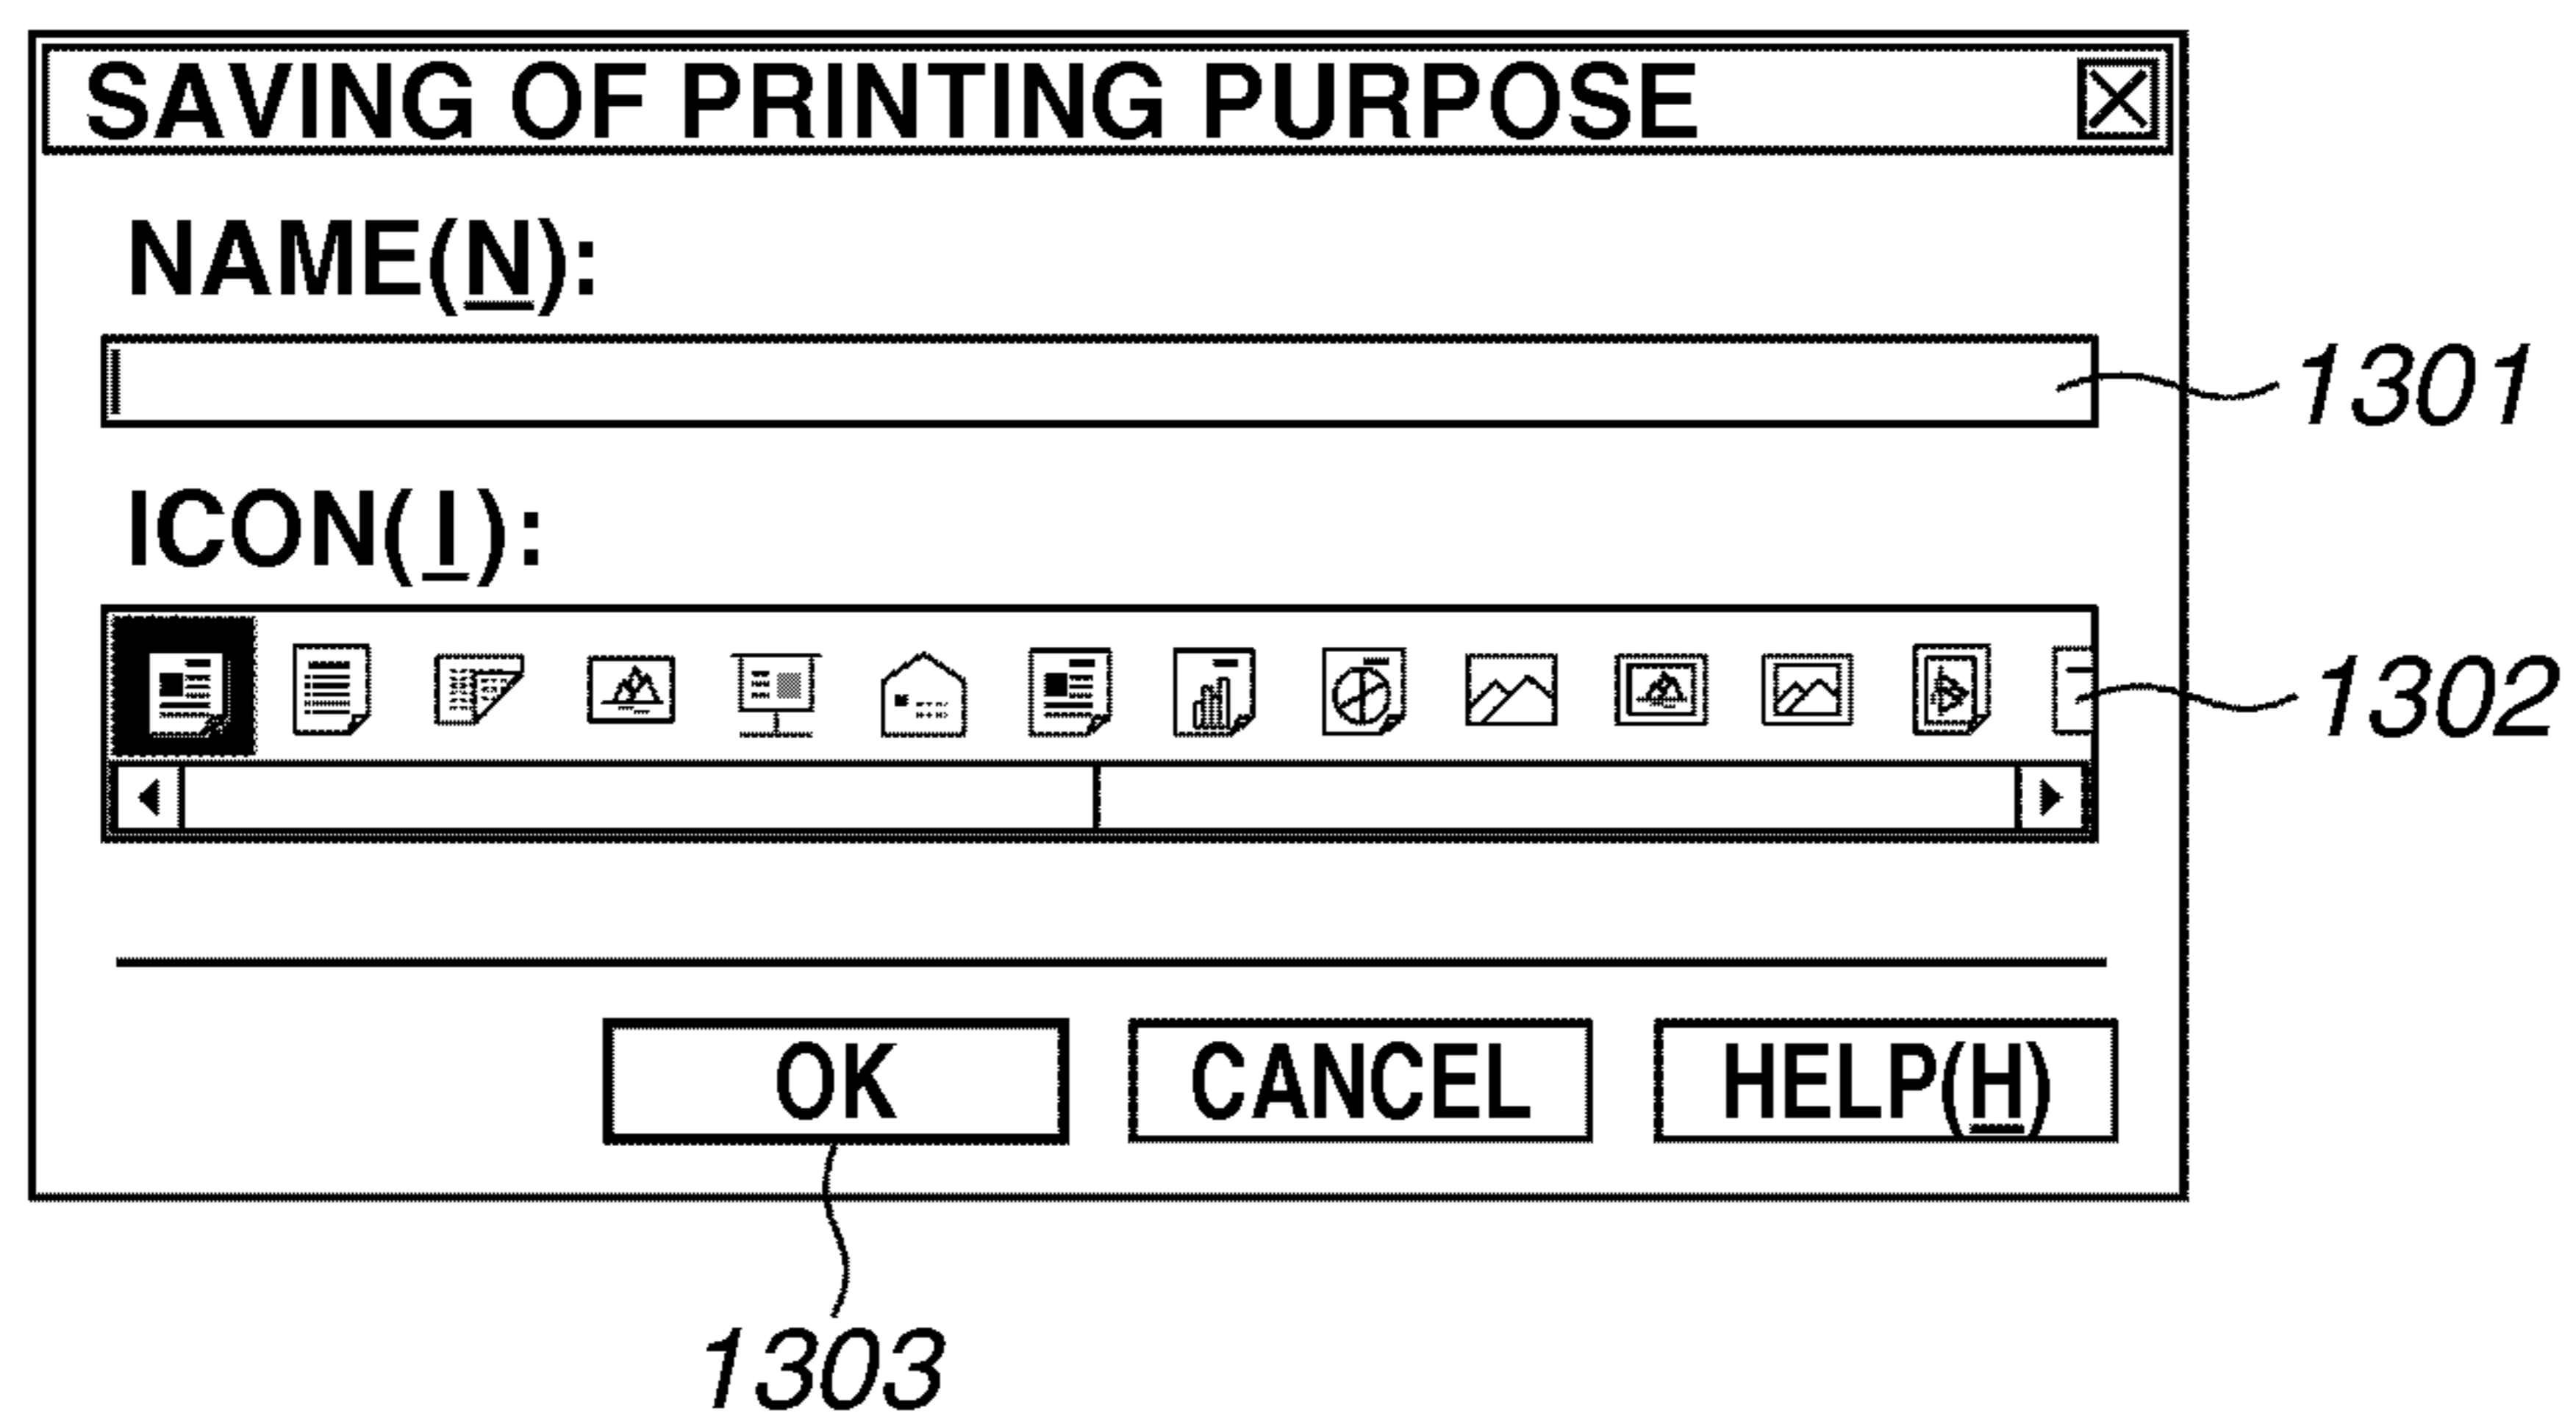 SAVING OF PRINTING PURPOSE
NAME(N):
1301
ICON(I):
1302
OK
CANCEL
HELP(H)
1303